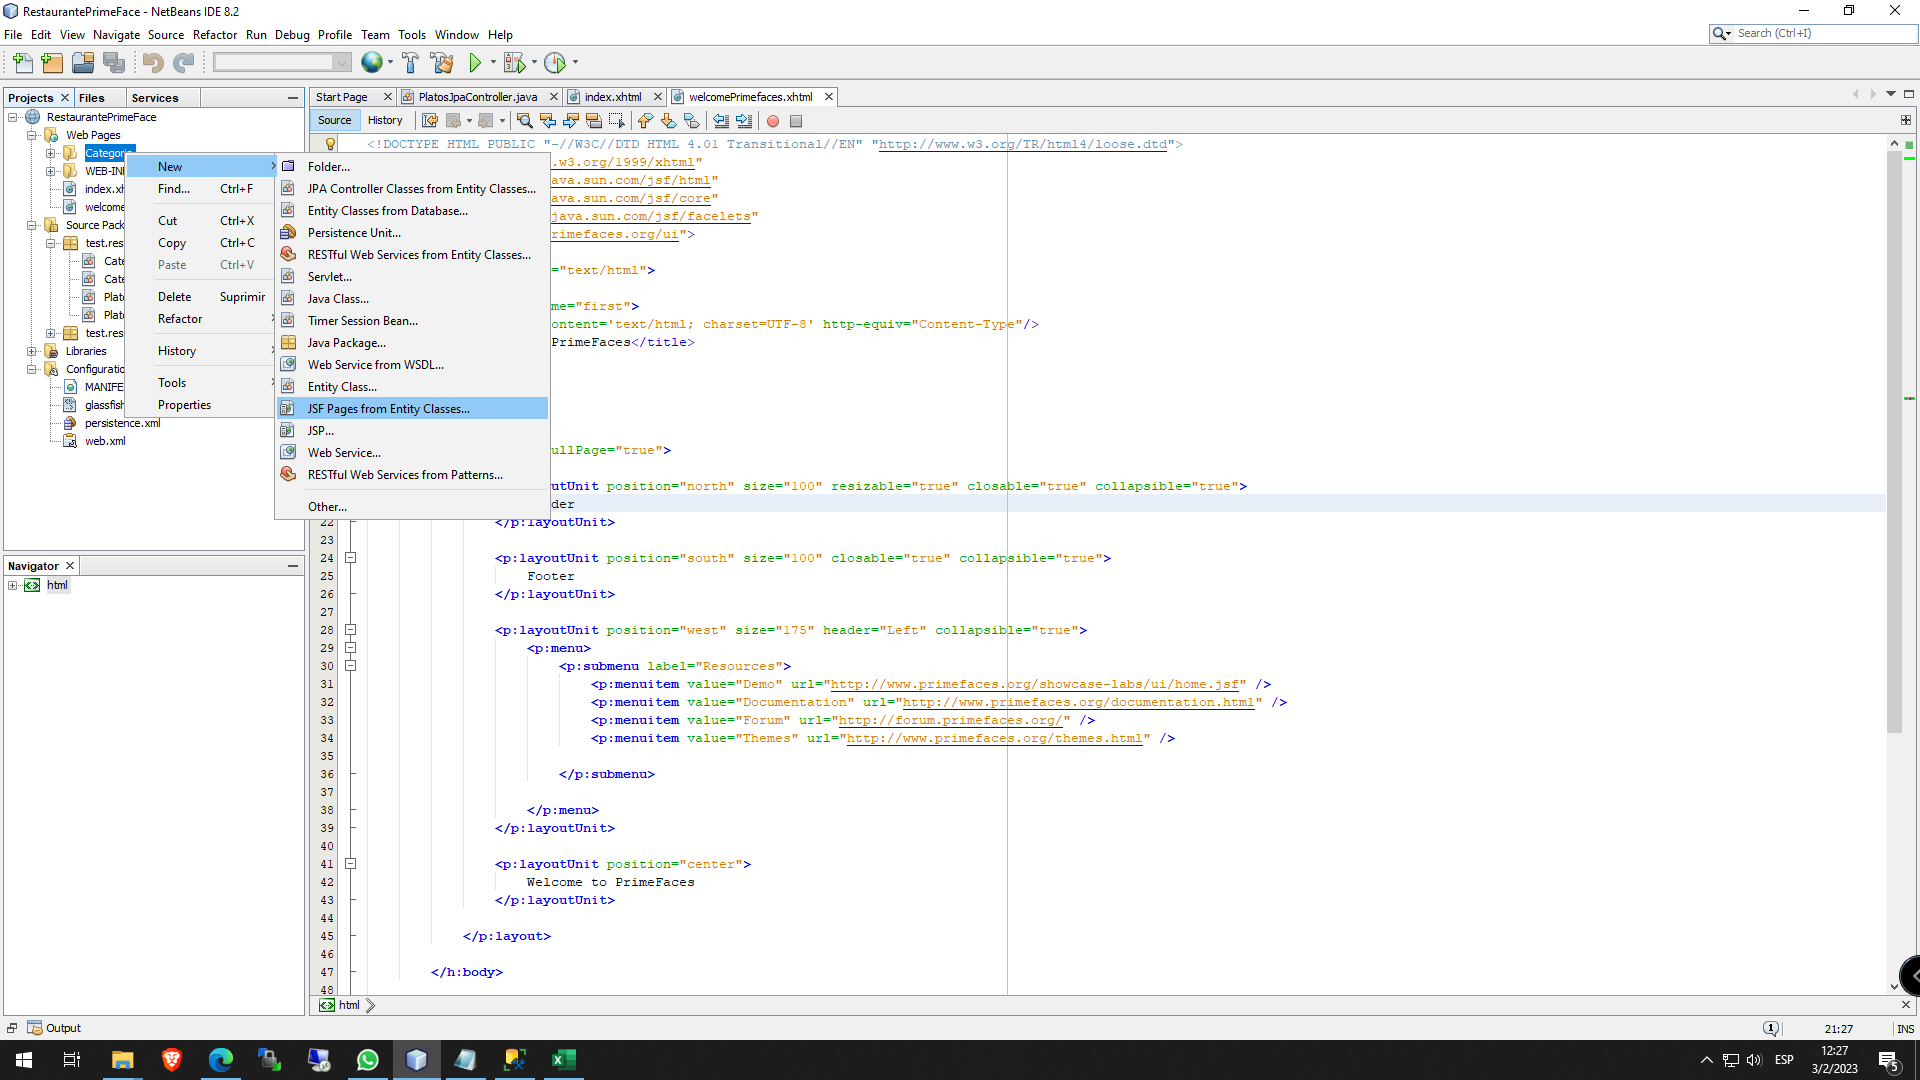 RestaurantePrimeFace - NetBeans IDE 8.2
File Edit View Navigate Source Refactor Run Debug Profile Team Tools Window Help
Search (Ctrl+I)
Projects Files Services
RestaurantePrimeFace
Web Pages
Categoria
WEB-IN
index.xh
welcome
Source Pack
test.res
Cate
Cate
Plato
Plato
test.res
Libraries
Configuratio
MANIFE
glassfish
persistence.xml
web.xml
New
Find... Ctrl+F
Cut Ctrl+X
Copy Ctrl+C
Paste Ctrl+V
Delete Suprimir
Refactor
History
Tools
Properties
Folder...
JPA Controller Classes from Entity Classes...
Entity Classes from Database...
Persistence Unit...
RESTful Web Services from Entity Classes...
Servlet...
Java Class...
Timer Session Bean...
Java Package...
Web Service from WSDL...
Entity Class...
JSF Pages from Entity Classes...
JSP...
Web Service...
RESTful Web Services from Patterns...
Other...
Navigator
html
Start Page PlatosJpaController.java index.xhtml welcomePrimefaces.xhtml
Source History
<!DOCTYPE HTML PUBLIC "-//W3C//DTD HTML 4.01 Transitional//EN" "http://www.w3.org/TR/html4/loose.dtd">
.w3.org/1999/xhtml"
ava.sun.com/jsf/html"
ava.sun.com/jsf/core"
java.sun.com/jsf/facelets"
rimefaces.org/ui">
="text/html">
me="first">
ontent='text/html; charset=UTF-8' http-equiv="Content-Type"/>
PrimeFaces</title>
ullPage="true">
utUnit position="north" size="100" resizable="true" closable="true" collapsible="true">
der
22 </p:layoutUnit>
23
24 <p:layoutUnit position="south" size="100" closable="true" collapsible="true">
25 Footer
26 </p:layoutUnit>
27
28 <p:layoutUnit position="west" size="175" header="Left" collapsible="true">
29 <p:menu>
30 <p:submenu label="Resources">
31 <p:menuitem value="Demo" url="http://www.primefaces.org/showcase-labs/ui/home.jsf" />
32 <p:menuitem value="Documentation" url="http://www.primefaces.org/documentation.html" />
33 <p:menuitem value="Forum" url="http://forum.primefaces.org/" />
34 <p:menuitem value="Themes" url="http://www.primefaces.org/themes.html" />
35
36 </p:submenu>
37
38 </p:menu>
39 </p:layoutUnit>
40
41 <p:layoutUnit position="center">
42 Welcome to PrimeFaces
43 </p:layoutUnit>
44
45 </p:layout>
46
47 </h:body>
48
html
Output
1 21:27 INS
ESP
12:27
3/2/2023
5